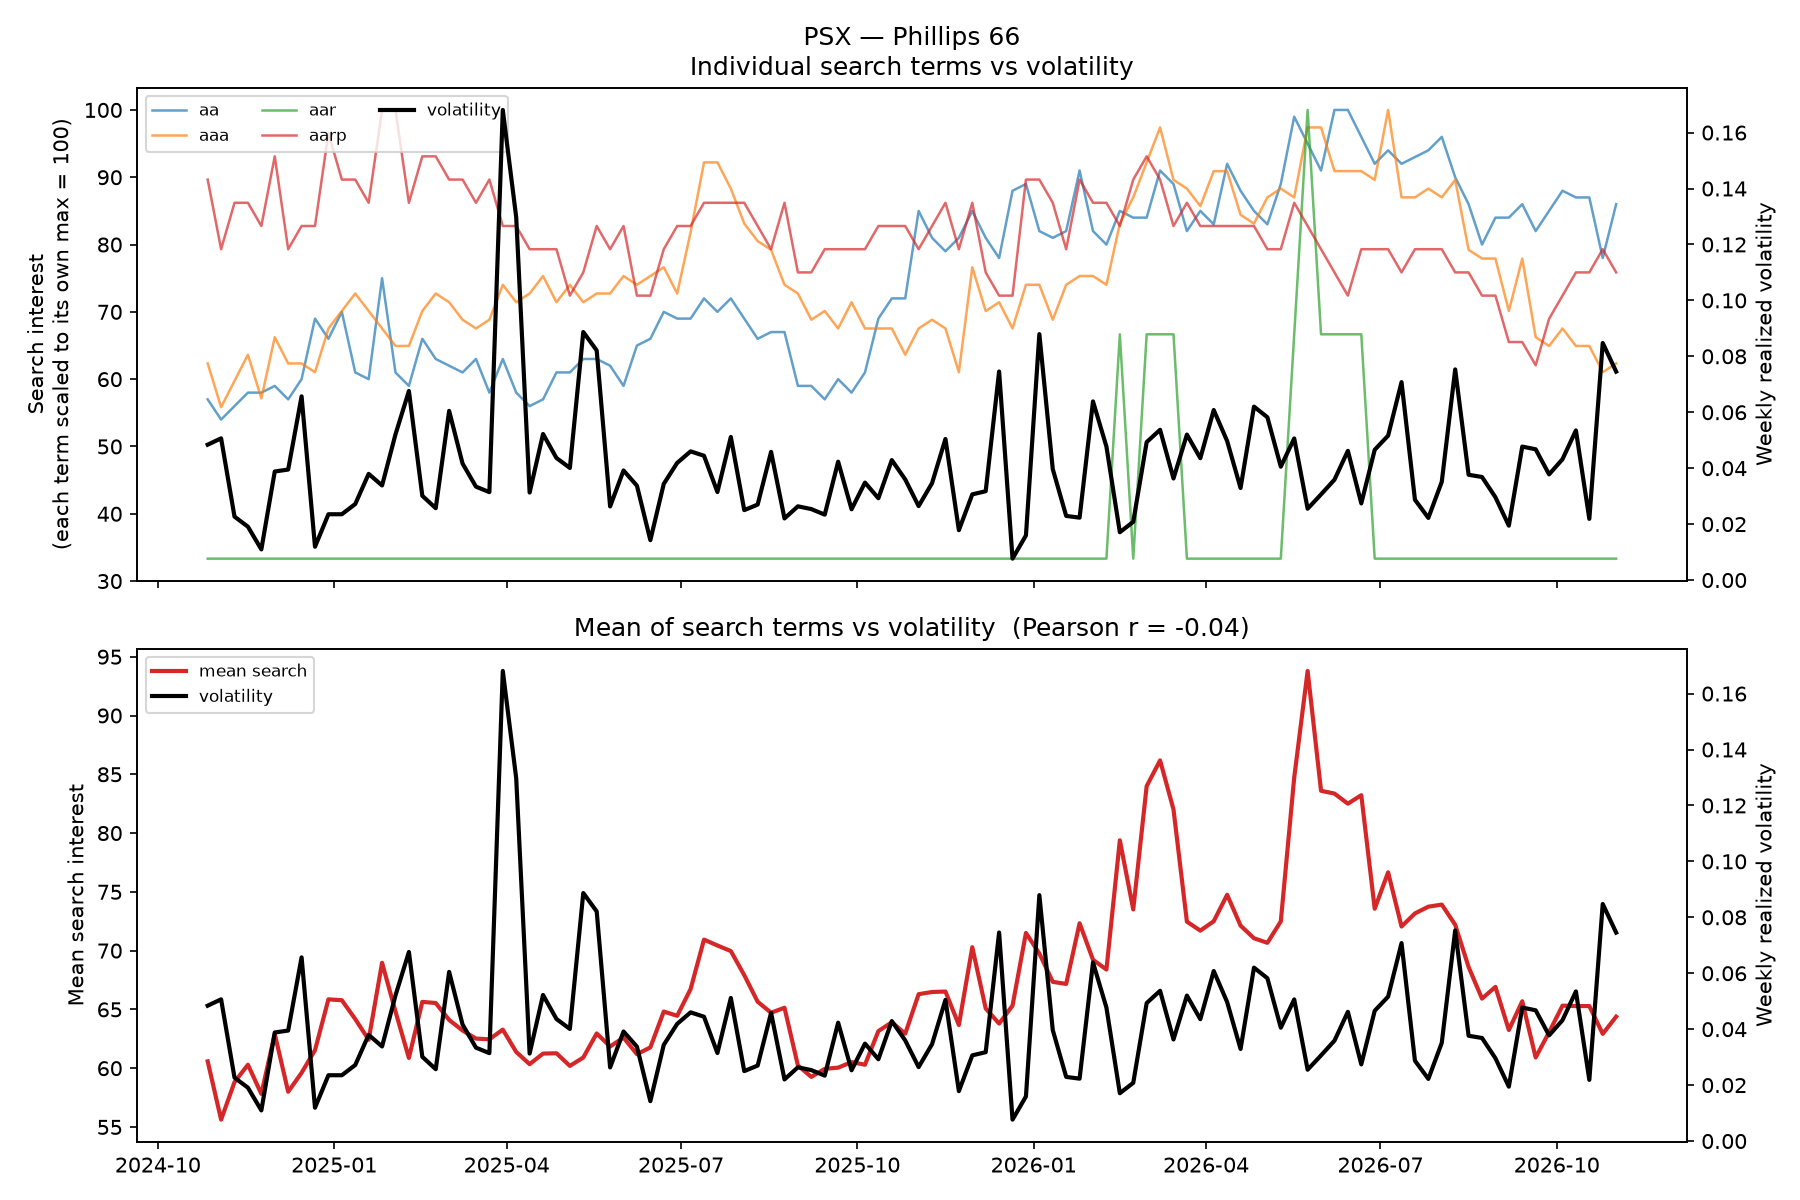 PSX — Phillips 66
Individual search terms vs volatility
aa
aaa
aar
aarp
volatility
Search interest
(each term scaled to its own max = 100)
100
90
80
70
60
50
40
30
0.16
0.14
0.12
0.10
0.08
0.06
0.04
0.02
0.00
Weekly realized volatility
Mean of search terms vs volatility (Pearson r = -0.04)
mean search
volatility
Mean search interest
95
90
85
80
75
70
65
60
55
0.16
0.14
0.12
0.10
0.08
0.06
0.04
0.02
0.00
Weekly realized volatility
2024-10
2025-01
2025-04
2025-07
2025-10
2026-01
2026-04
2026-07
2026-10